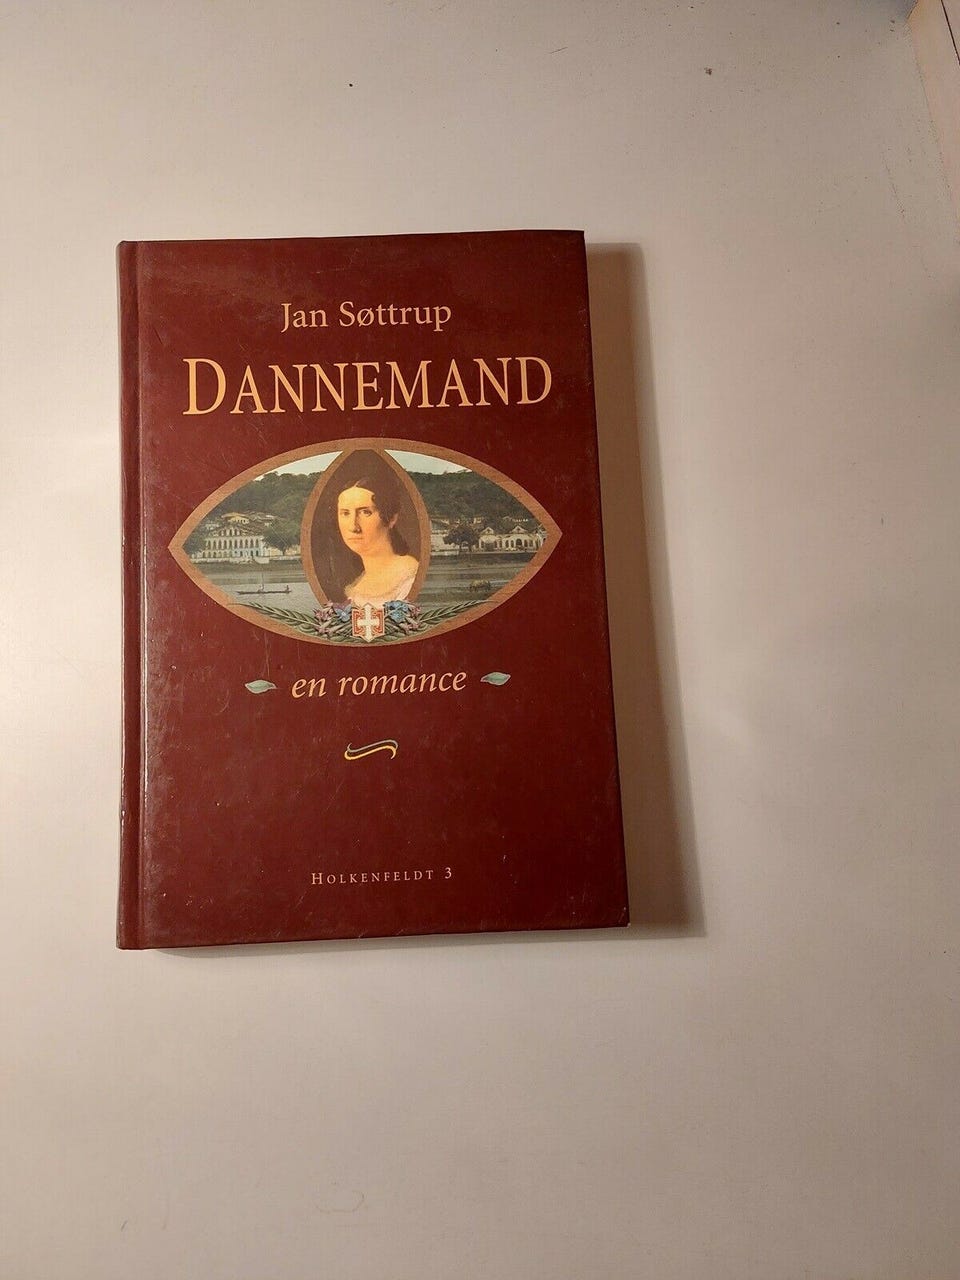 Jan Søttrup
DANNEMAND
en romance
HOLKENFELDT 3